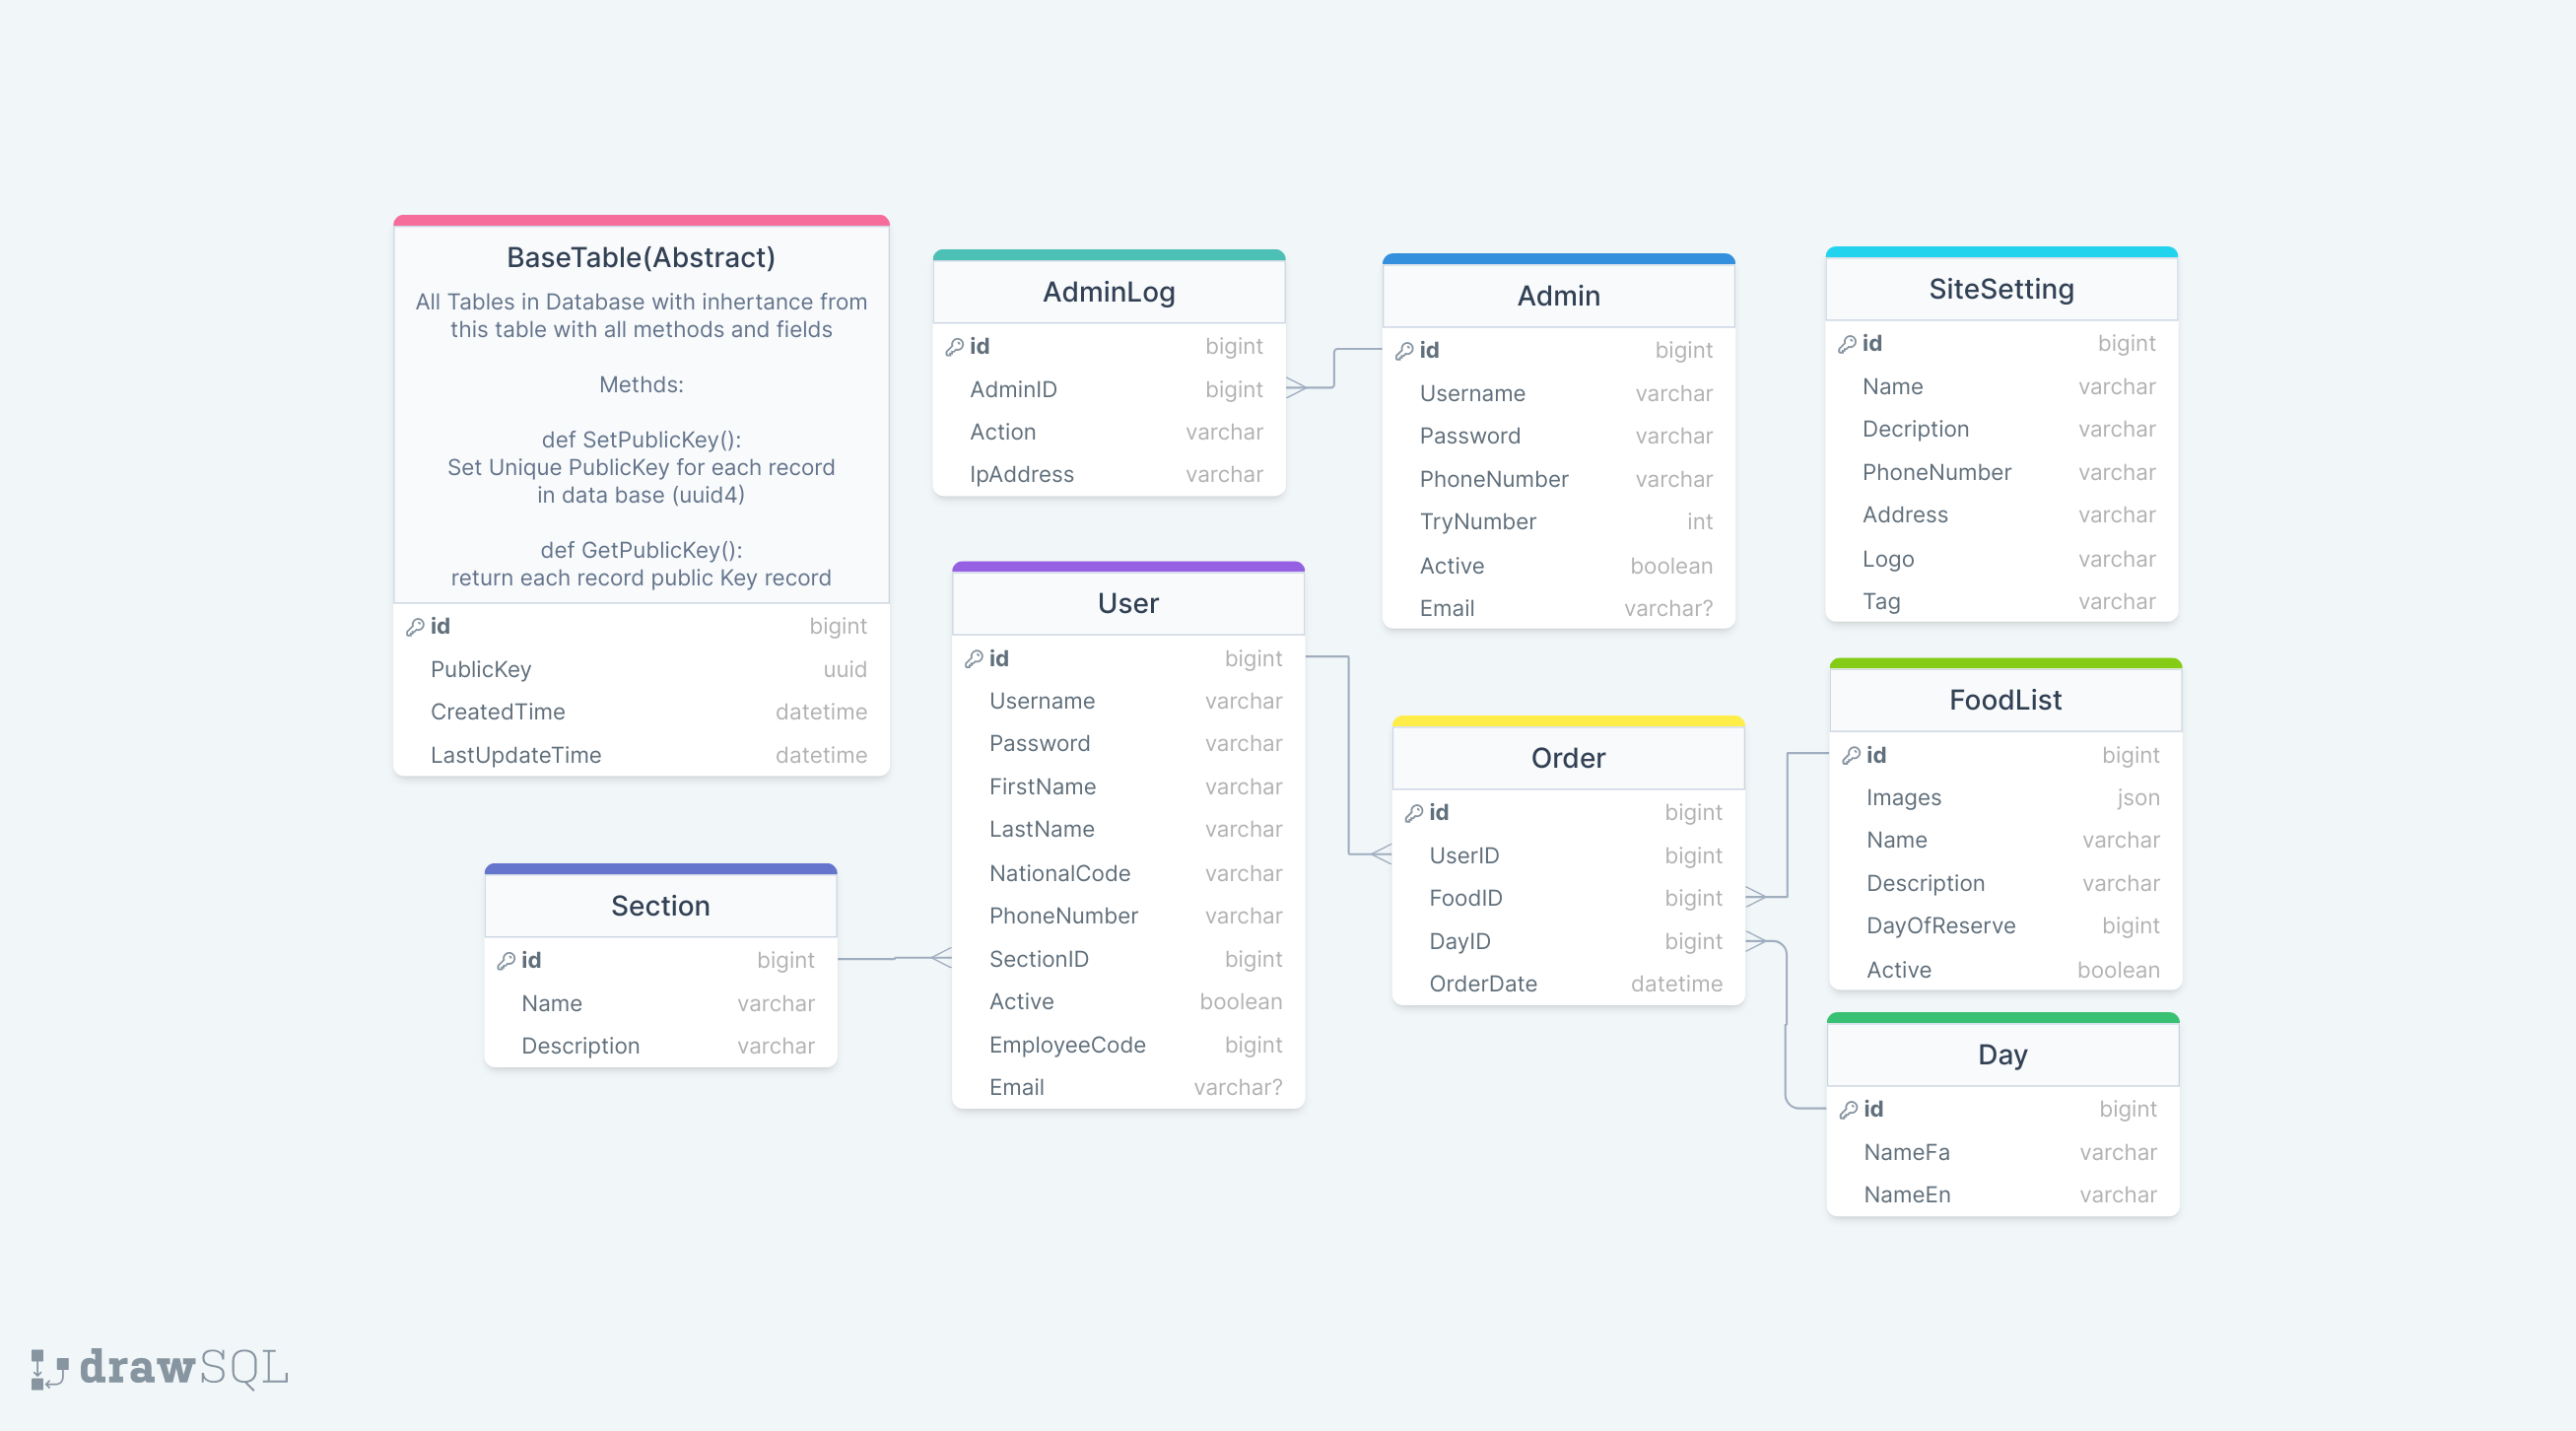 BaseTable(Abstract)
All Tables in Database with inhertance from
this table with all methods and fields
Methds:
def SetPublicKey():
Set Unique PublicKey for each record
in data base (uuid4)
def GetPublicKey():
return each record public Key record
id bigint
PublicKey uuid
CreatedTime datetime
LastUpdateTime datetime
AdminLog
id bigint
AdminID bigint
Action varchar
IpAddress varchar
Admin
id bigint
Username varchar
Password varchar
PhoneNumber varchar
TryNumber int
Active boolean
Email varchar?
SiteSetting
id bigint
Name varchar
Decription varchar
PhoneNumber varchar
Address varchar
Logo varchar
Tag varchar
User
id bigint
Username varchar
Password varchar
FirstName varchar
LastName varchar
NationalCode varchar
PhoneNumber varchar
SectionID bigint
Active boolean
EmployeeCode bigint
Email varchar?
Order
id bigint
UserID bigint
FoodID bigint
DayID bigint
OrderDate datetime
FoodList
id bigint
Images json
Name varchar
Description varchar
DayOfReserve bigint
Active boolean
Section
id bigint
Name varchar
Description varchar
Day
id bigint
NameFa varchar
NameEn varchar
drawSQL